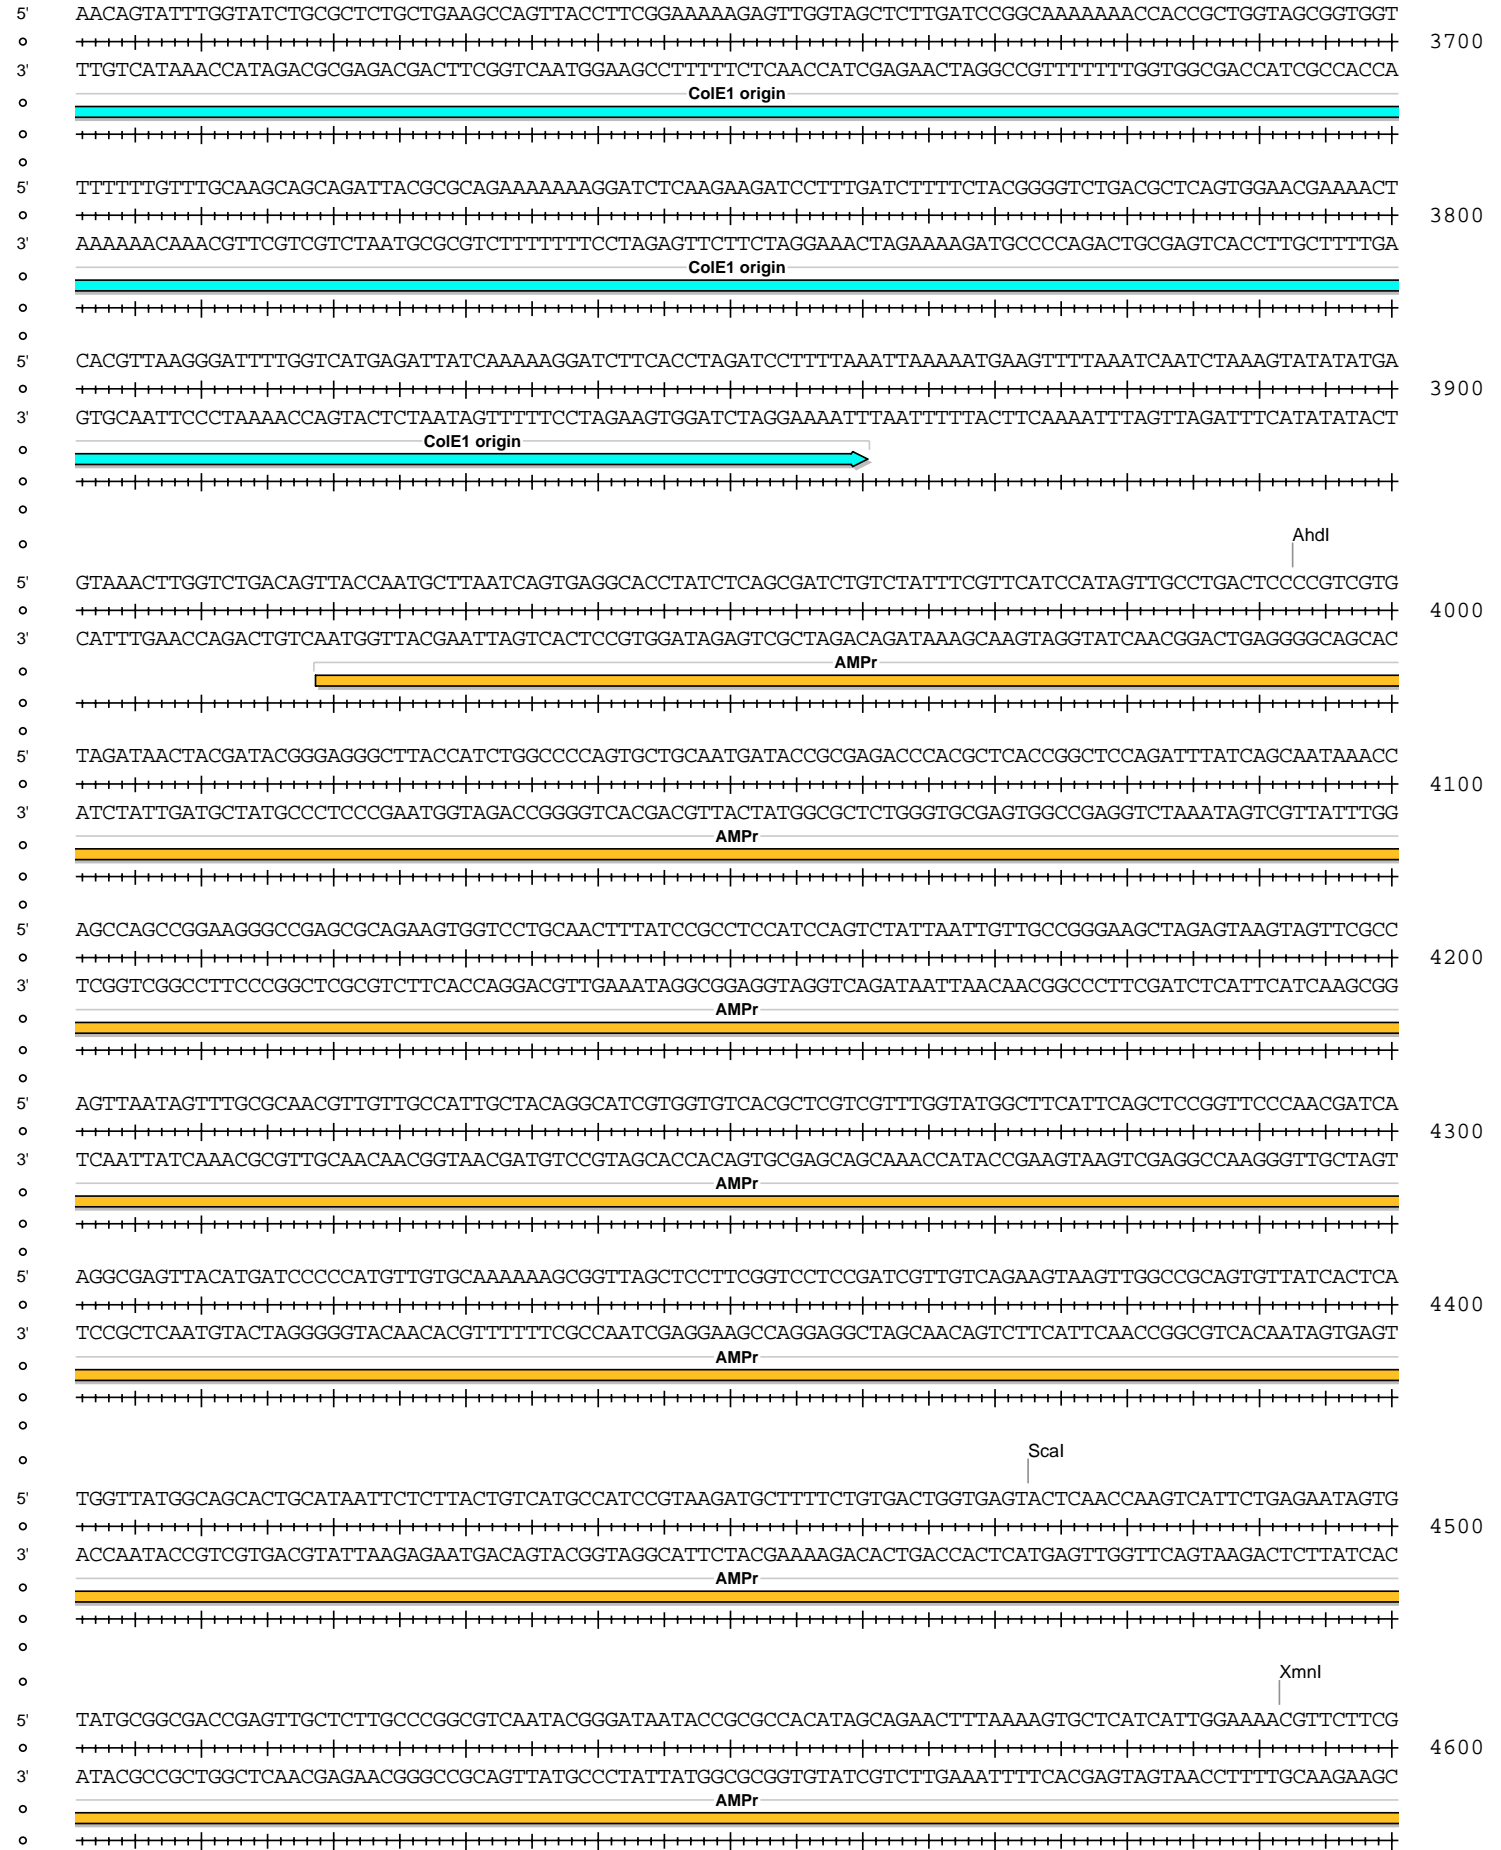 5' AACAGTATTTGGTATCTGCGCTCTGCTGAAGCCAGTTACCTTCGGAAAAAGAGTTGGTAGCTCTTGATCCGGCAAAAAAACCACCGCTGGTAGCGGTGGT
3700
3' TTGTCATAAACCATAGACGCGAGACGACTTCGGTCAATGGAAGCCTTTTTCTCAACCATCGAGAACTAGGCCGTTTTTTTGGTGGCGACCATCGCCACCA
ColE1 origin
5' TTTTTTGTTTGCAAGCAGCAGATTACGCGCAGAAAAAAAGGATCTCAAGAAGATCCTTTGATCTTTTCTACGGGGTCTGACGCTCAGTGGAACGAAAACT
3800
3' AAAAAACAAACGTTCGTCGTCTAATGCGCGTCTTTTTTTCCTAGAGTTCTTCTAGGAAACTAGAAAAGATGCCCCAGACTGCGAGTCACCTTGCTTTTGA
ColE1 origin
5' CACGTTAAGGGATTTTGGTCATGAGATTATCAAAAAGGATCTTCACCTAGATCCTTTTAAATTAAAAATGAAGTTTTAAATCAATCTAAAGTATATATGA
3900
3' GTGCAATTCCCTAAAACCAGTACTCTAATAGTTTTTCCTAGAAGTGGATCTAGGAAAATTTAATTTTTACTTCAAAATTTAGTTAGATTTCATATATACT
ColE1 origin
AhdI
5' GTAAACTTGGTCTGACAGTTACCAATGCTTAATCAGTGAGGCACCTATCTCAGCGATCTGTCTATTTCGTTCATCCATAGTTGCCTGACTCCCCGTCGTG
4000
3' CATTTGAACCAGACTGTCAATGGTTACGAATTAGTCACTCCGTGGATAGAGTCGCTAGACAGATAAAGCAAGTAGGTATCAACGGACTGAGGGGCAGCAC
AMPr
5' TAGATAACTACGATACGGGAGGGCTTACCATCTGGCCCCAGTGCTGCAATGATACCGCGAGACCCACGCTCACCGGCTCCAGATTTATCAGCAATAAACC
4100
3' ATCTATTGATGCTATGCCCTCCCGAATGGTAGACCGGGGTCACGACGTTACTATGGCGCTCTGGGTGCGAGTGGCCGAGGTCTAAATAGTCGTTATTTGG
AMPr
5' AGCCAGCCGGAAGGGCCGAGCGCAGAAGTGGTCCTGCAACTTTATCCGCCTCCATCCAGTCTATTAATTGTTGCCGGGAAGCTAGAGTAAGTAGTTCGCC
4200
3' TCGGTCGGCCTTCCCGGCTCGCGTCTTCACCAGGACGTTGAAATAGGCGGAGGTAGGTCAGATAATTAACAACGGCCCTTCGATCTCATTCATCAAGCGG
AMPr
5' AGTTAATAGTTTGCGCAACGTTGTTGCCATTGCTACAGGCATCGTGGTGTCACGCTCGTCGTTTGGTATGGCTTCATTCAGCTCCGGTTCCCAACGATCA
4300
3' TCAATTATCAAACGCGTTGCAACAACGGTAACGATGTCCGTAGCACCACAGTGCGAGCAGCAAACCATACCGAAGTAAGTCGAGGCCAAGGGTTGCTAGT
AMPr
5' AGGCGAGTTACATGATCCCCCATGTTGTGCAAAAAAGCGGTTAGCTCCTTCGGTCCTCCGATCGTTGTCAGAAGTAAGTTGGCCGCAGTGTTATCACTCA
4400
3' TCCGCTCAATGTACTAGGGGGTACAACACGTTTTTTCGCCAATCGAGGAAGCCAGGAGGCTAGCAACAGTCTTCATTCAACCGGCGTCACAATAGTGAGT
AMPr
ScaI
5' TGGTTATGGCAGCACTGCATAATTCTCTTACTGTCATGCCATCCGTAAGATGCTTTTCTGTGACTGGTGAGTACTCAACCAAGTCATTCTGAGAATAGTG
4500
3' ACCAATACCGTCGTGACGTATTAAGAGAATGACAGTACGGTAGGCATTCTACGAAAAGACACTGACCACTCATGAGTTGGTTCAGTAAGACTCTTATCAC
AMPr
XmnI
5' TATGCGGCGACCGAGTTGCTCTTGCCCGGCGTCAATACGGGATAATACCGCGCCACATAGCAGAACTTTAAAAGTGCTCATCATTGGAAAACGTTCTTCG
4600
3' ATACGCCGCTGGCTCAACGAGAACGGGCCGCAGTTATGCCCTATTATGGCGCGGTGTATCGTCTTGAAATTTTCACGAGTAGTAACCTTTTGCAAGAAGC
AMPr